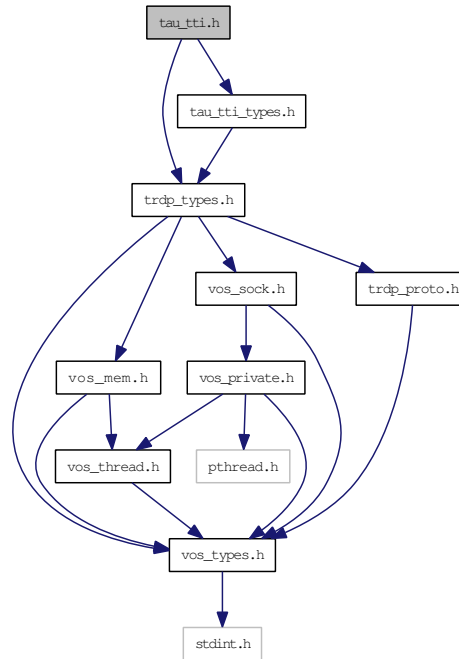 tau_tti.h
tau_tti_types.h
trdp_types.h
vos_sock.h
trdp_proto.h
vos_mem.h
vos_private.h
vos_thread.h
pthread.h
vos_types.h
stdint.h